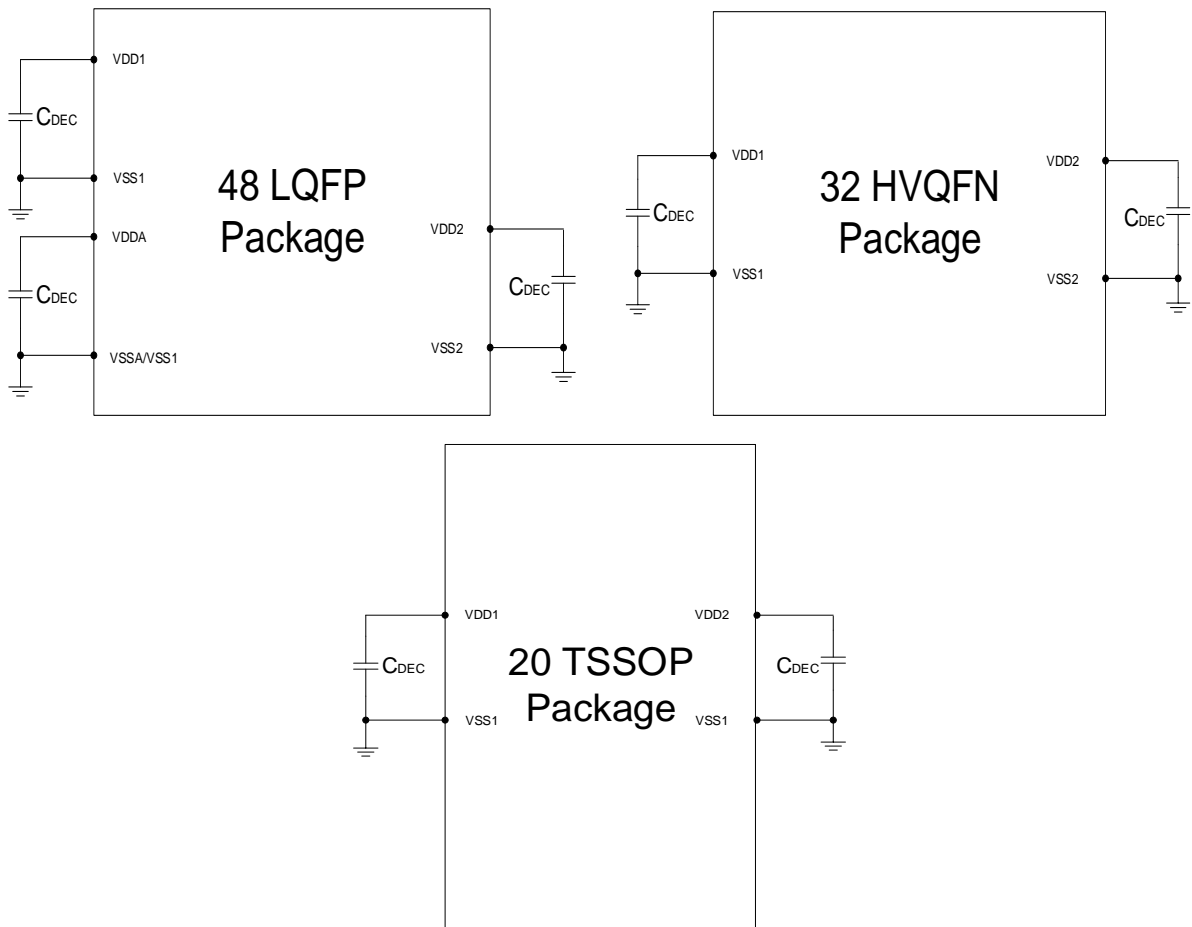 VDD1
CDEC
VSS1
VDDA
CDEC
VSSA/VSS1
48 LQFP
Package
VDD2
CDEC
VSS2
VDD1
CDEC
VSS1
32 HVQFN
Package
VDD2
CDEC
VSS2
VDD1
CDEC
VSS1
20 TSSOP
Package
VDD2
CDEC
VSS1